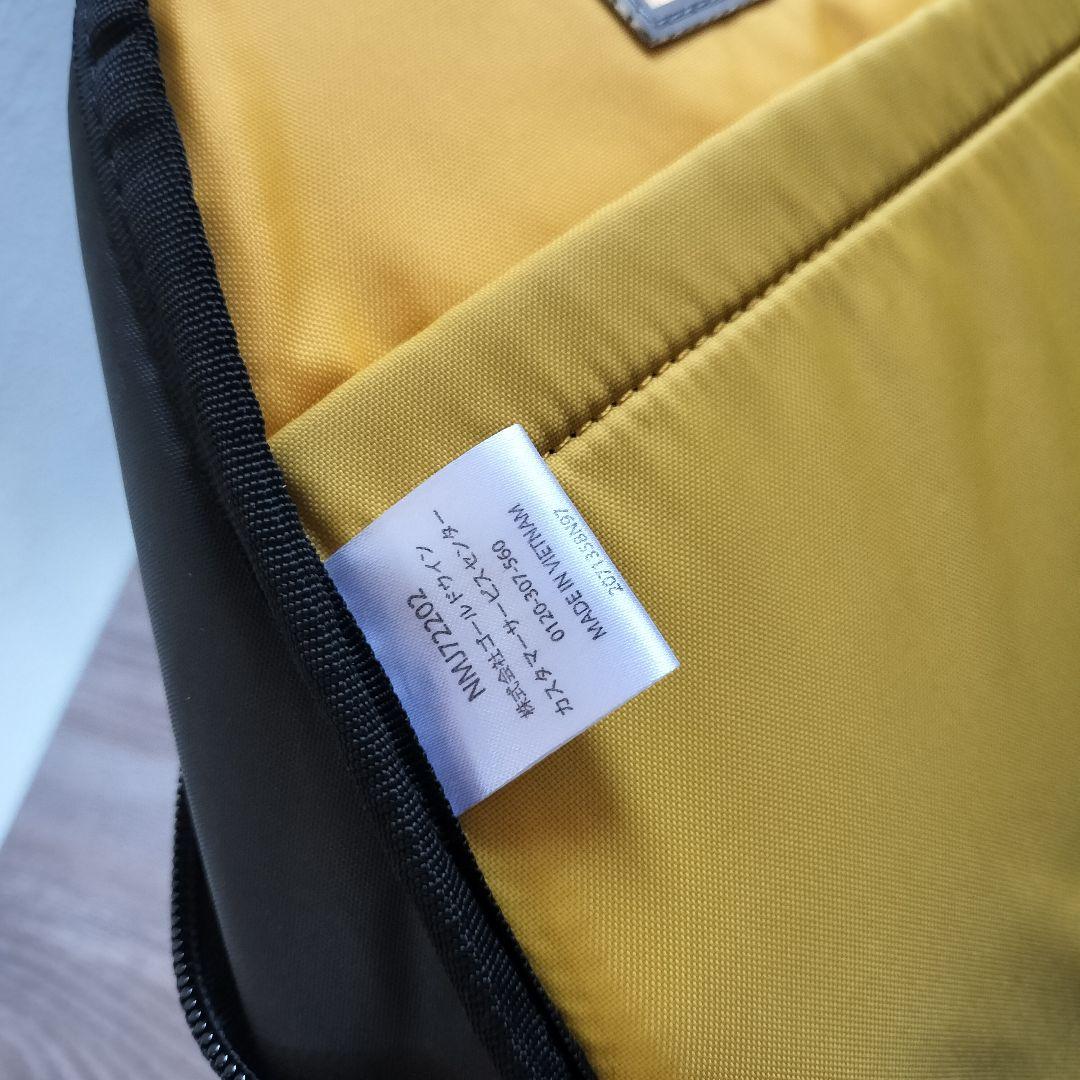 NMJ72202
株式会社ゴールドウイン
カスタマーサービスセンター
0120-307-560
MADE IN VIETNAM
207135BN97